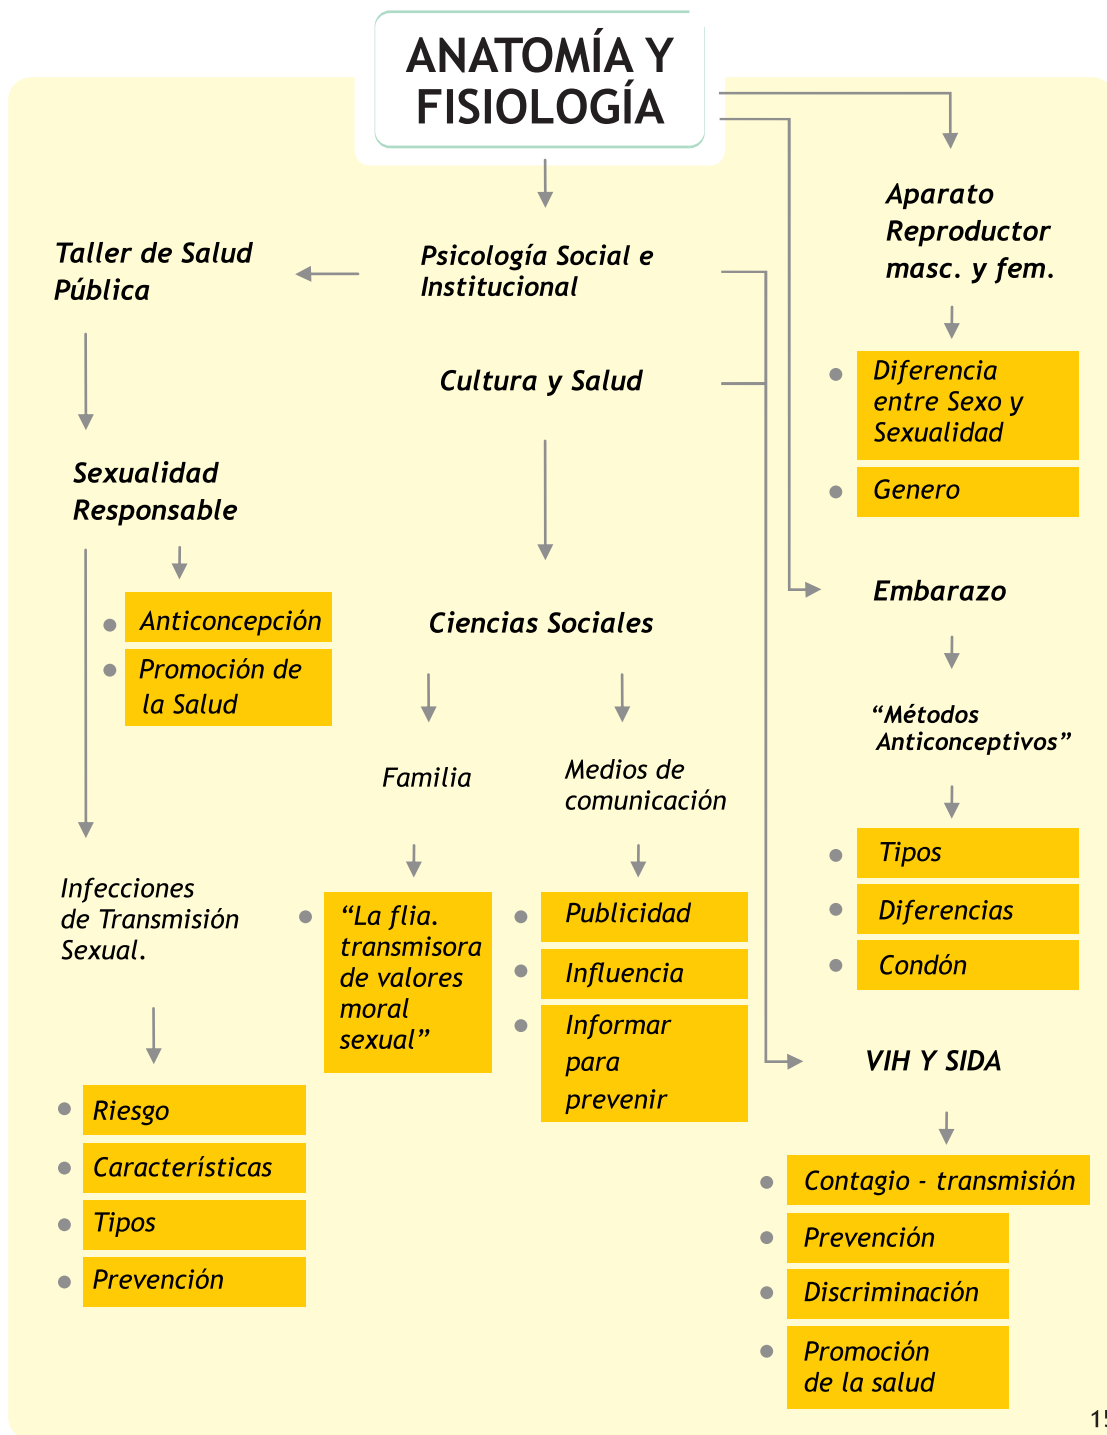 ANATOMÍA Y
FISIOLOGÍA
Taller de Salud
Pública
Psicología Social e
Institucional
Cultura y Salud
Aparato
Reproductor
masc. y fem.
Diferencia
entre Sexo y
Sexualidad
Genero
Sexualidad
Responsable
Anticoncepción
Promoción de
la Salud
Ciencias Sociales
Familia
Medios de
comunicación
Embarazo
“Métodos
Anticonceptivos”
Tipos
Diferencias
Condón
Infecciones
de Transmisión
Sexual.
Riesgo
Características
Tipos
Prevención
“La flia.
transmisora
de valores
moral
sexual”
Publicidad
Influencia
Informar
para
prevenir
VIH Y SIDA
Contagio - transmisión
Prevención
Discriminación
Promoción
de la salud